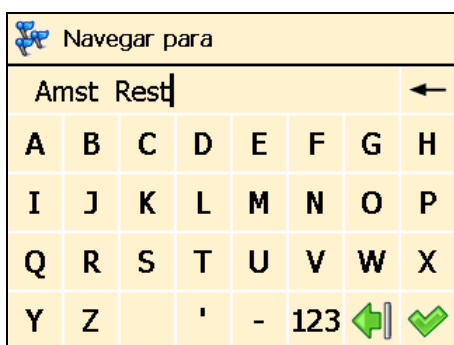 Navegar para
Amst Rest
A B C D E F G H
I J K L M N O P
Q R S T U V W X
Y Z ' - 123